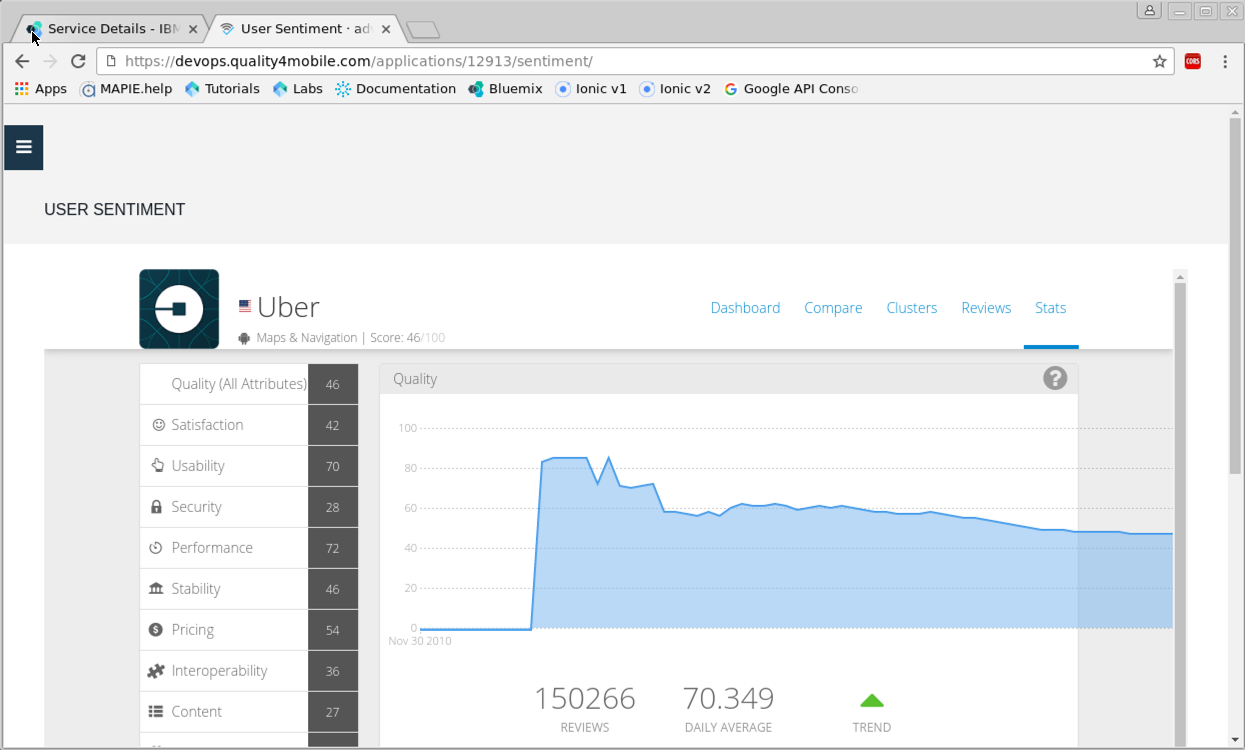 Service Details - IBM
User Sentiment · adv
https://devops.quality4mobile.com/applications/12913/sentiment/
CORS
Apps MAPIE.help Tutorials Labs Documentation Bluemix Ionic v1 Ionic v2 Google API Conso
USER SENTIMENT
Uber
Maps & Navigation | Score: 46/100
Dashboard Compare Clusters Reviews Stats
Quality (All Attributes) 46
Satisfaction 42
Usability 70
Security 28
Performance 72
Stability 46
Pricing 54
Interoperability 36
Content 27
Quality ?
100
80
60
40
20
0
Nov 30 2010
150266 70.349
REVIEWS DAILY AVERAGE TREND